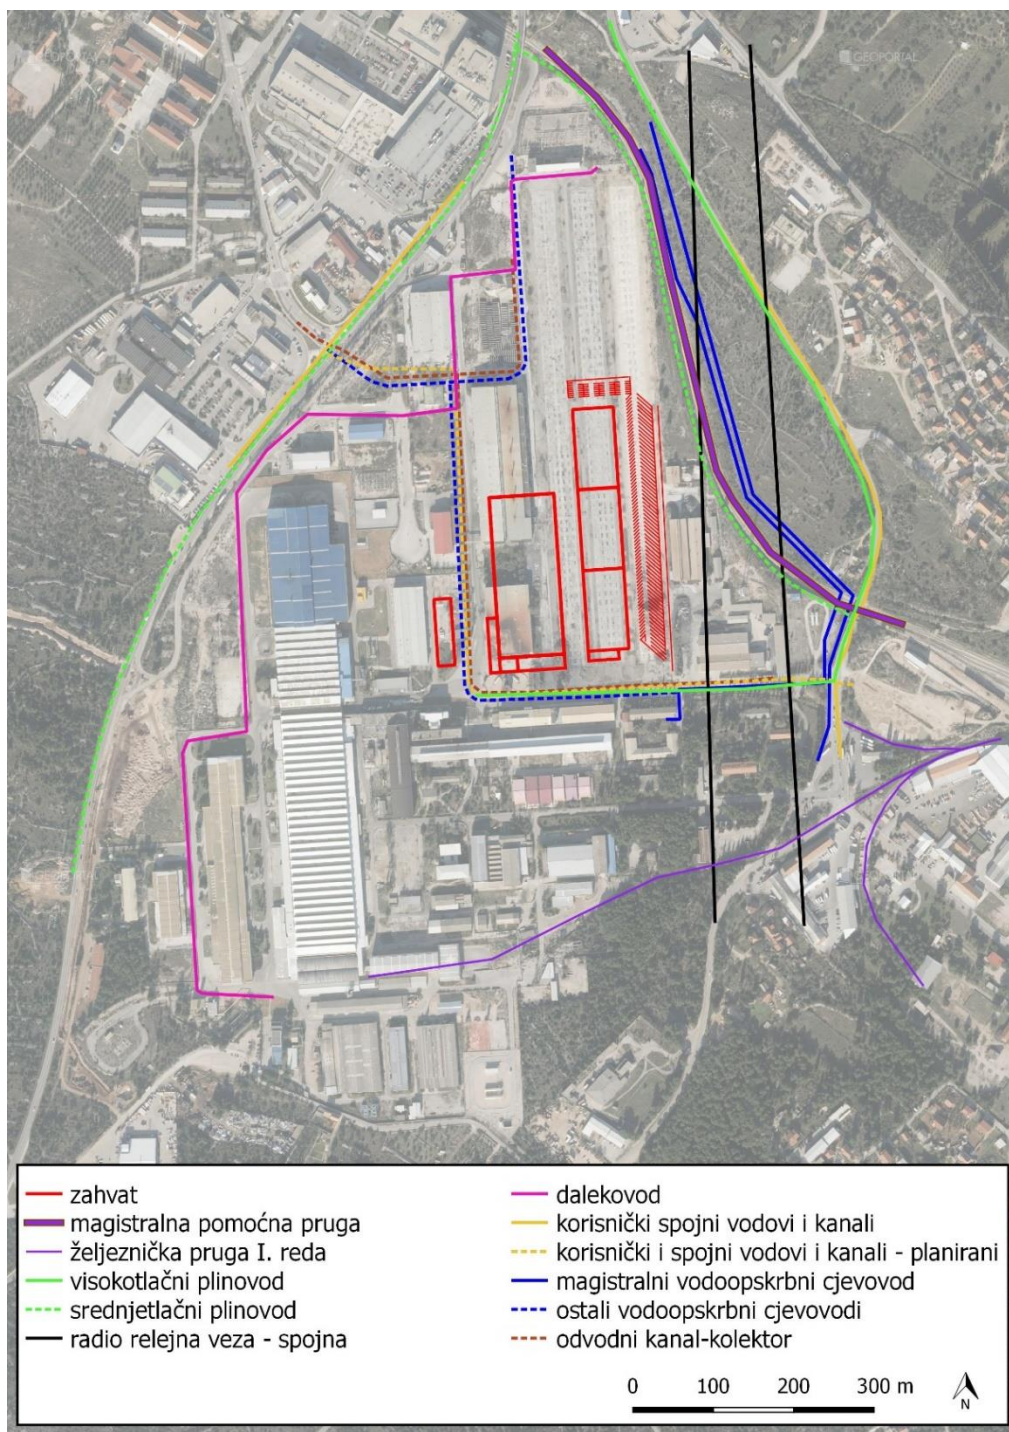 GEOPORTAL
GEOPORTAL
zahvat
magistralna pomoćna pruga
željeznička pruga I. reda
visokotlačni plinovod
srednjetlačni plinovod
radio relejna veza - spojna
dalekovod
korisnički spojni vodovi i kanali
korisnički i spojni vodovi i kanali - planirani
magistralni vodoopskrbni cjevovod
ostali vodoopskrbni cjevovodi
odvodni kanal-kolektor
0 100 200 300 m
N